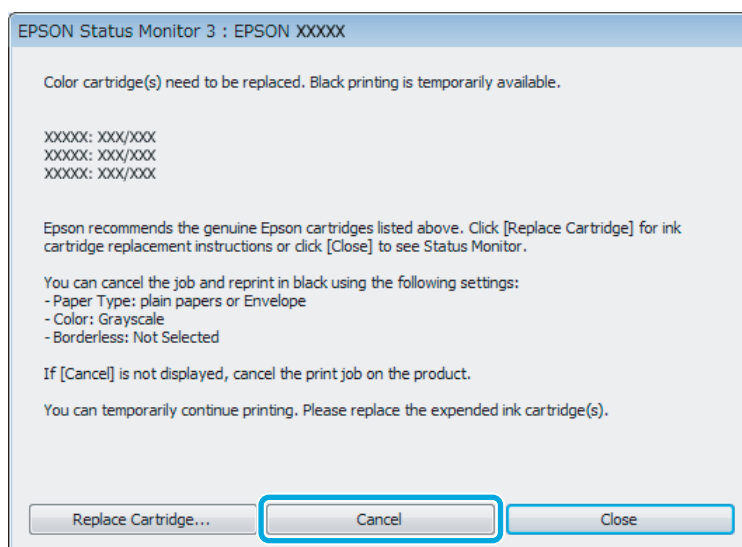 EPSON Status Monitor 3 : EPSON XXXXX
Color cartridge(s) need to be replaced. Black printing is temporarily available.
XXXXX: XXX/XXX
XXXXX: XXX/XXX
XXXXX: XXX/XXX
Epson recommends the genuine Epson cartridges listed above. Click [Replace Cartridge] for ink
cartridge replacement instructions or click [Close] to see Status Monitor.
You can cancel the job and reprint in black using the following settings:
- Paper Type: plain papers or Envelope
- Color: Grayscale
- Borderless: Not Selected
If [Cancel] is not displayed, cancel the print job on the product.
You can temporarily continue printing. Please replace the expended ink cartridge(s).
Replace Cartridge... Cancel Close